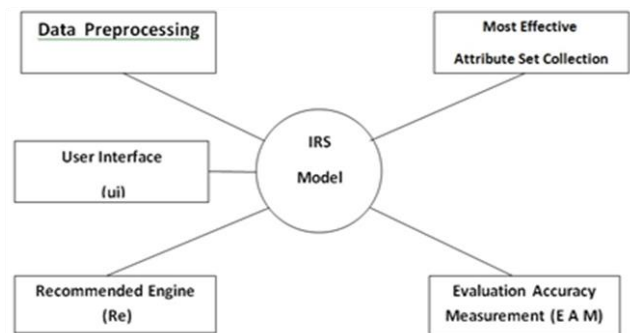 Data Preprocessing
Most Effective
Attribute Set Collection
IRS
Model
User Interface
(ui)
Recommended Engine
(Re)
Evaluation Accuracy
Measurement (E A M)